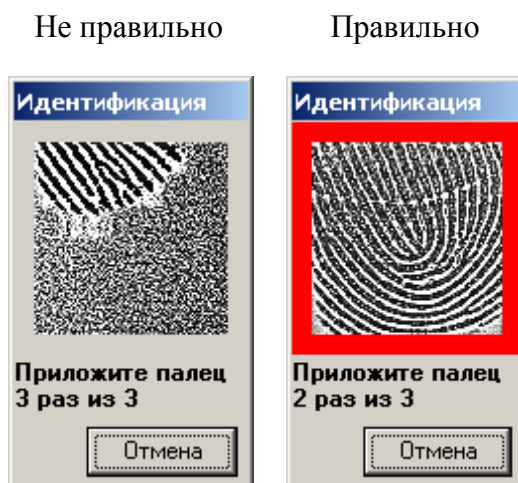 Не правильно
Правильно
Идентификация
Приложите палец
3 раз из 3
Отмена
Идентификация
Приложите палец
2 раз из 3
Отмена